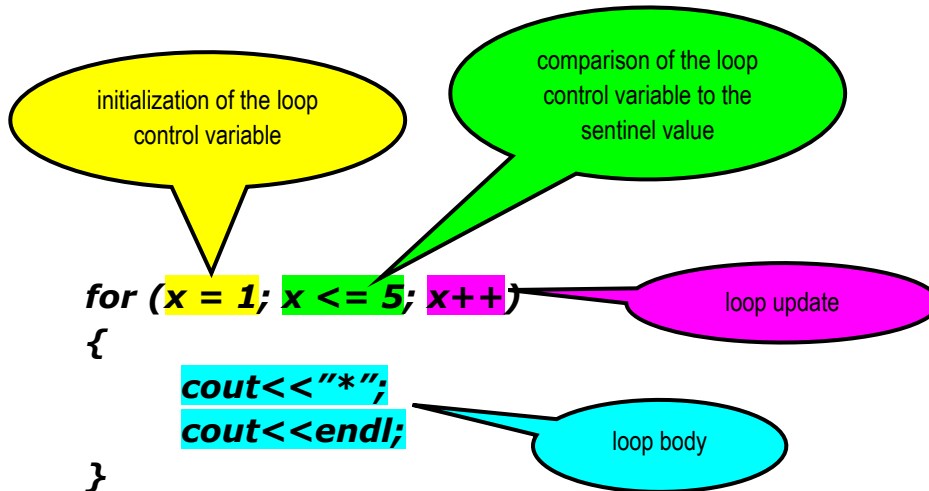 initialization of the loop
control variable
comparison of the loop
control variable to the
sentinel value
for (x = 1; x <= 5; x++)
loop update
{
cout<<”*”;
cout<<endl;
loop body
}